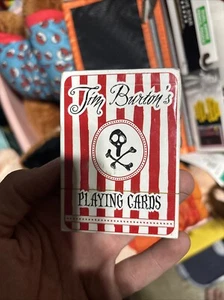 Tim Burton's
PLAYING CARDS